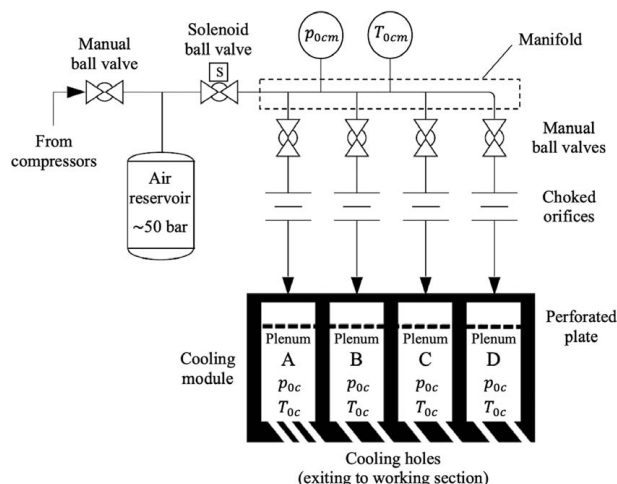 Manual
ball valve
Solenoid
ball valve
S
p₀cm
T₀cm
Manifold
From
compressors
Air
reservoir
~50 bar
Manual
ball valves
Choked
orifices
Perforated
plate
Cooling
module
Plenum
A
p₀c
T₀c
Plenum
B
p₀c
T₀c
Plenum
C
p₀c
T₀c
Plenum
D
p₀c
T₀c
Cooling holes
(exiting to working section)